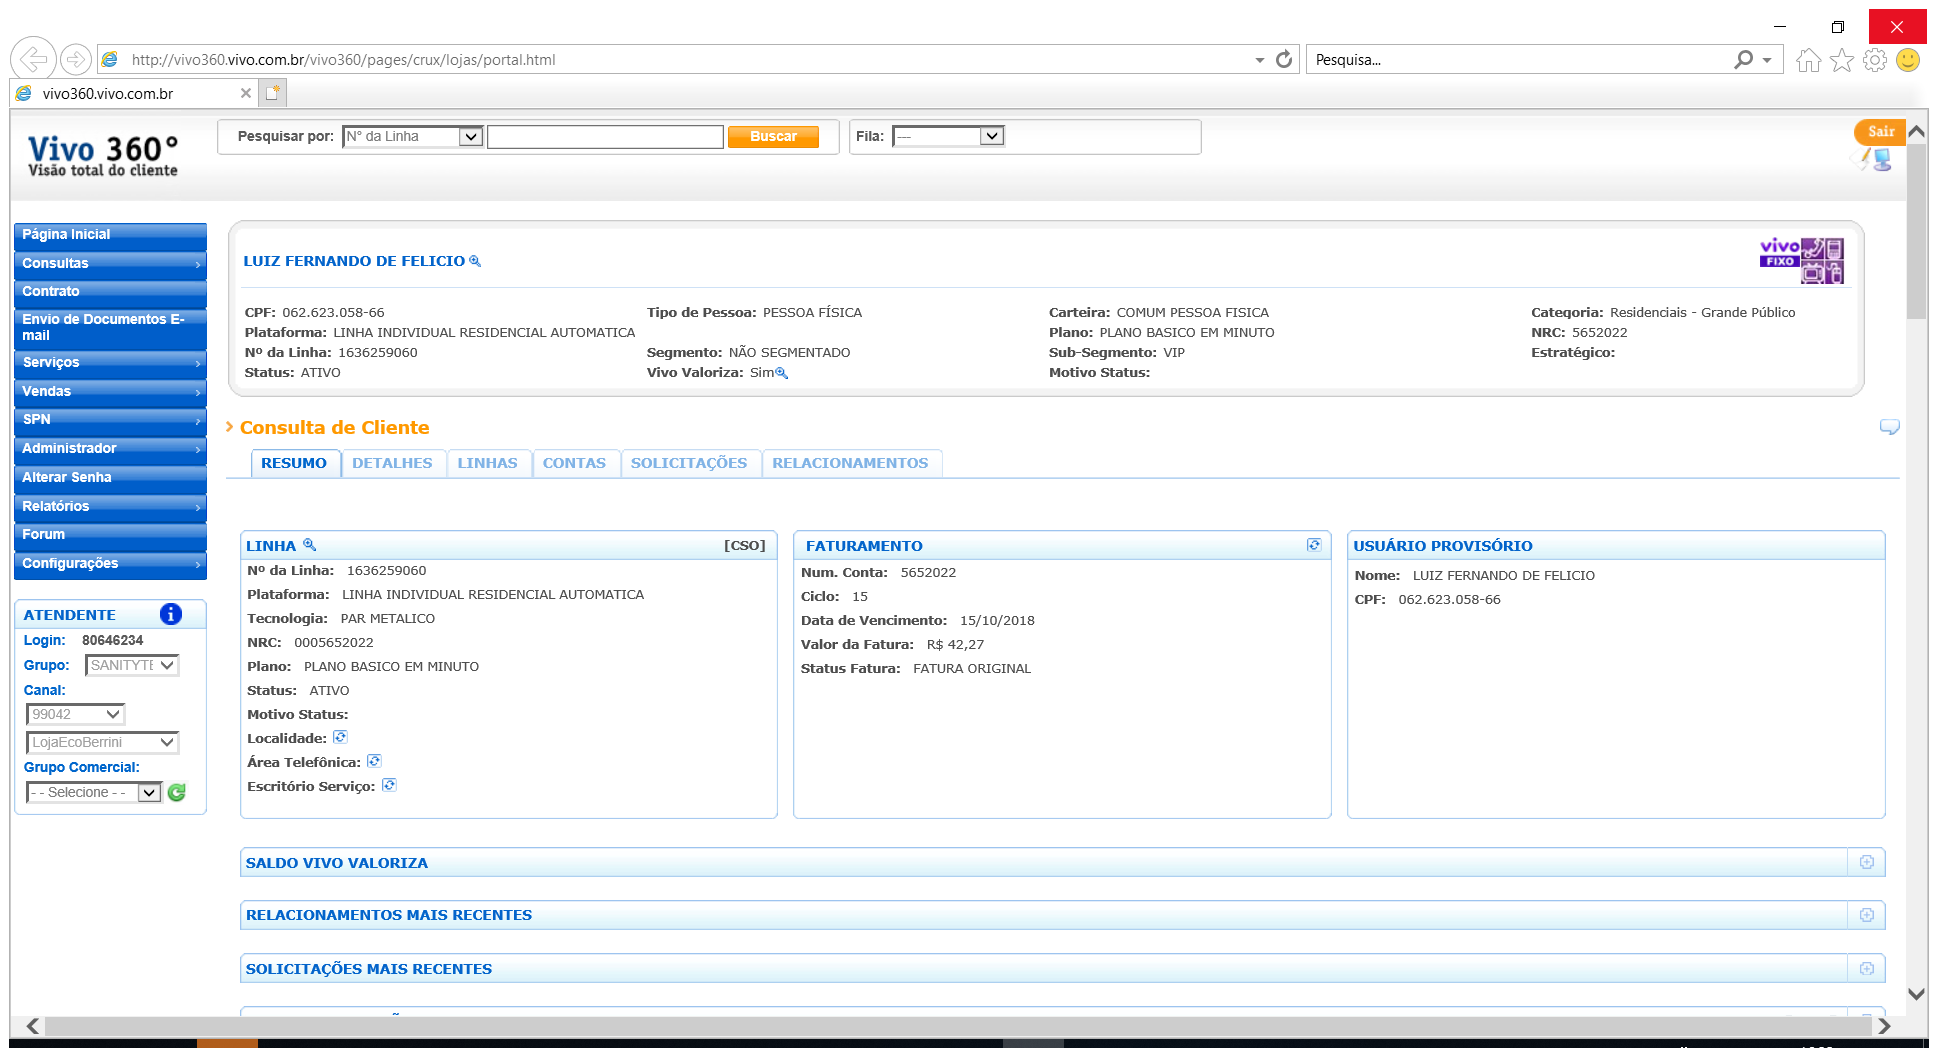 http://vivo360.vivo.com.br/vivo360/pages/crux/lojas/portal.html
Pesquisa...
vivo360.vivo.com.br
Vivo 360°
Visão total do cliente
Pesquisar por: N° da Linha Buscar
Fila: ---
Sair
Página Inicial
Consultas
Contrato
Envio de Documentos E-
mail
Serviços
Vendas
SPN
Administrador
Alterar Senha
Relatórios
Forum
Configurações
ATENDENTE
Login: 80646234
Grupo: SANITYTE
Canal:
99042
LojaEcoBerrini
Grupo Comercial:
- - Selecione - -
LUIZ FERNANDO DE FELICIO
vivo
FIXO
CPF: 062.623.058-66 Tipo de Pessoa: PESSOA FÍSICA Carteira: COMUM PESSOA FISICA Categoria: Residenciais - Grande Público
Plataforma: LINHA INDIVIDUAL RESIDENCIAL AUTOMATICA Plano: PLANO BASICO EM MINUTO NRC: 5652022
Nº da Linha: 1636259060 Segmento: NÃO SEGMENTADO Sub-Segmento: VIP Estratégico:
Status: ATIVO Vivo Valoriza: Sim Motivo Status:
Consulta de Cliente
RESUMO DETALHES LINHAS CONTAS SOLICITAÇÕES RELACIONAMENTOS
LINHA [CSO]
Nº da Linha: 1636259060
Plataforma: LINHA INDIVIDUAL RESIDENCIAL AUTOMATICA
Tecnologia: PAR METALICO
NRC: 0005652022
Plano: PLANO BASICO EM MINUTO
Status: ATIVO
Motivo Status:
Localidade:
Área Telefônica:
Escritório Serviço:
FATURAMENTO
Num. Conta: 5652022
Ciclo: 15
Data de Vencimento: 15/10/2018
Valor da Fatura: R$ 42,27
Status Fatura: FATURA ORIGINAL
USUÁRIO PROVISÓRIO
Nome: LUIZ FERNANDO DE FELICIO
CPF: 062.623.058-66
SALDO VIVO VALORIZA
RELACIONAMENTOS MAIS RECENTES
SOLICITAÇÕES MAIS RECENTES